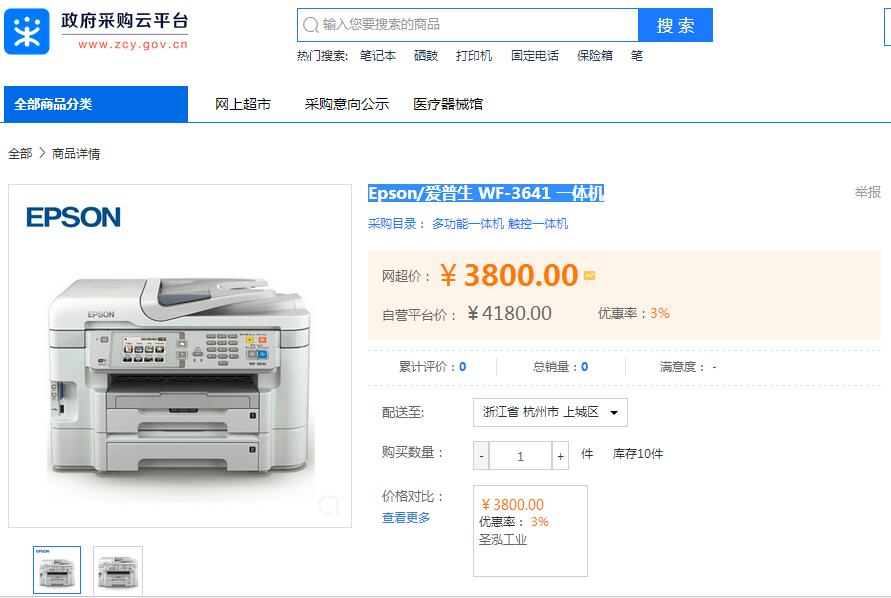 政府采购云平台
www.zcy.gov.cn
输入您要搜索的商品
搜索
热门搜索: 笔记本 硒鼓 打印机 固定电话 保险箱 笔
全部商品分类 网上超市 采购意向公示 医疗器械馆
全部 > 商品详情
EPSON
EPSON
WF-3641
Epson/爱普生 WF-3641 一体机
举报
采购目录： 多功能一体机 触控一体机
网超价： ¥ 3800.00
自营平台价： ¥ 4180.00 优惠率：3%
累计评价：0 总销量：0 满意度： -
配送至: 浙江省 杭州市 上城区
购买数量： - 1 + 件 库存10件
价格对比：
查看更多
¥ 3800.00
优惠率： 3%
圣泓工业
EPSON